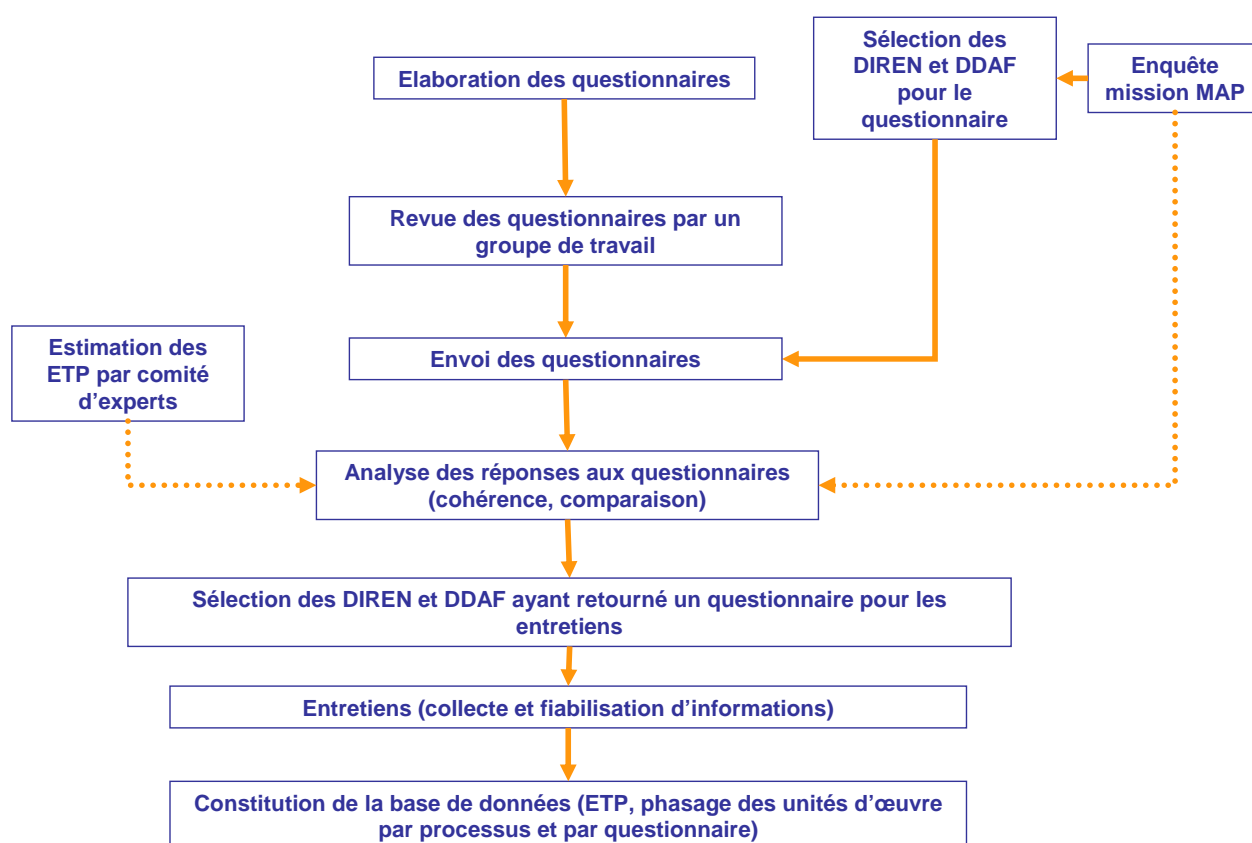 Elaboration des questionnaires
Sélection des
DIREN et DDAF
pour le
questionnaire
Enquête
mission MAP
Revue des questionnaires par un
groupe de travail
Estimation des
ETP par comité
d’experts
Envoi des questionnaires
Analyse des réponses aux questionnaires
(cohérence, comparaison)
Sélection des DIREN et DDAF ayant retourné un questionnaire pour les
entretiens
Entretiens (collecte et fiabilisation d’informations)
Constitution de la base de données (ETP, phasage des unités d’œuvre
par processus et par questionnaire)